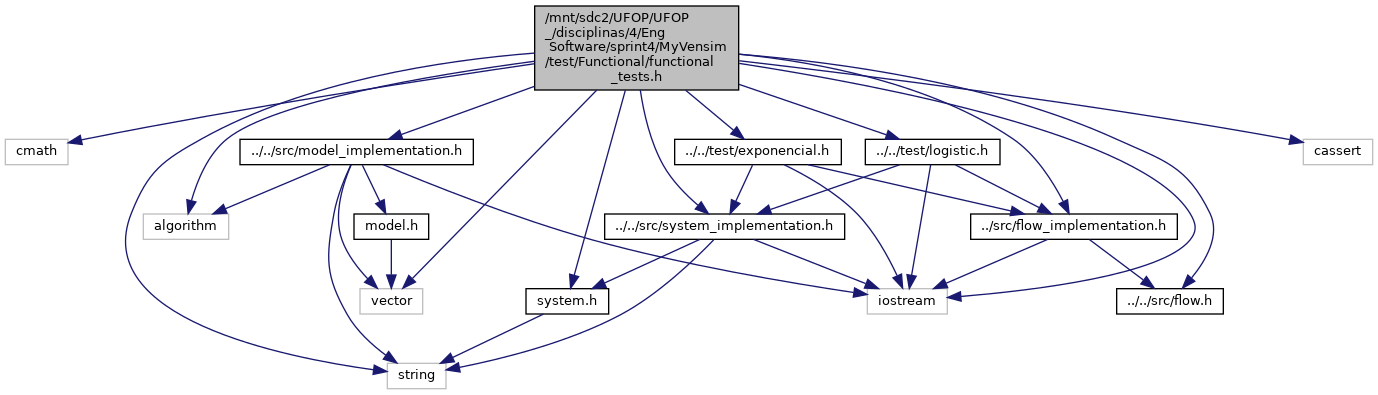 /mnt/sdc2/UFOP/UFOP
_/disciplinas/4/Eng
Software/sprint4/MyVensim
/test/Functional/functional
_tests.h
cmath
../../src/model_implementation.h
../../test/exponencial.h
../../test/logistic.h
cassert
algorithm
model.h
../../src/system_implementation.h
../src/flow_implementation.h
vector
system.h
iostream
../../src/flow.h
string